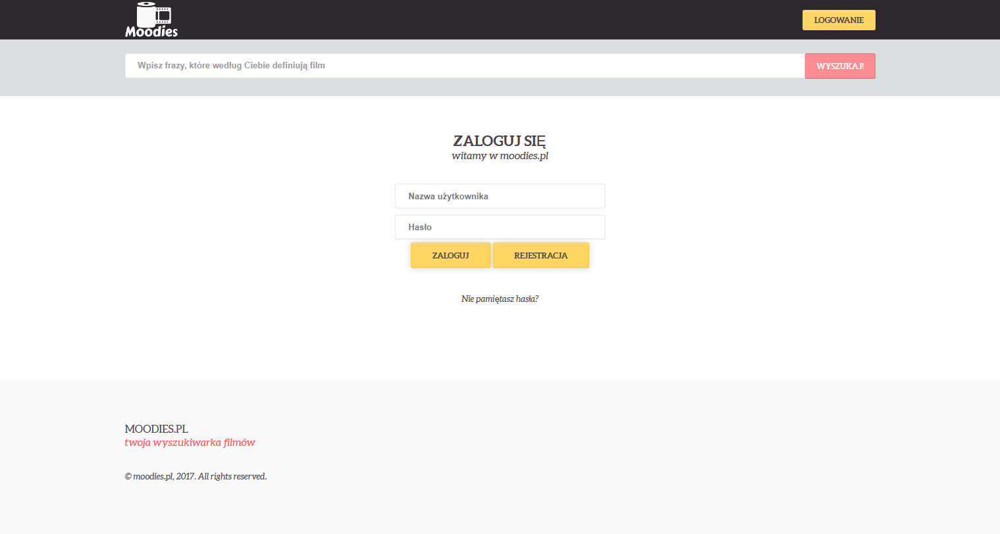 Moodies
LOGOWANIE
Wpisz frazy, które według Ciebie definiują film
WYSZUKAJ!
ZALOGUJ SIĘ
witamy w moodies.pl
Nazwa użytkownika
Hasło
ZALOGUJ
REJESTRACJA
Nie pamiętasz hasła?
MOODIES.PL
twoja wyszukiwarka filmów
© moodies.pl, 2017. All rights reserved.